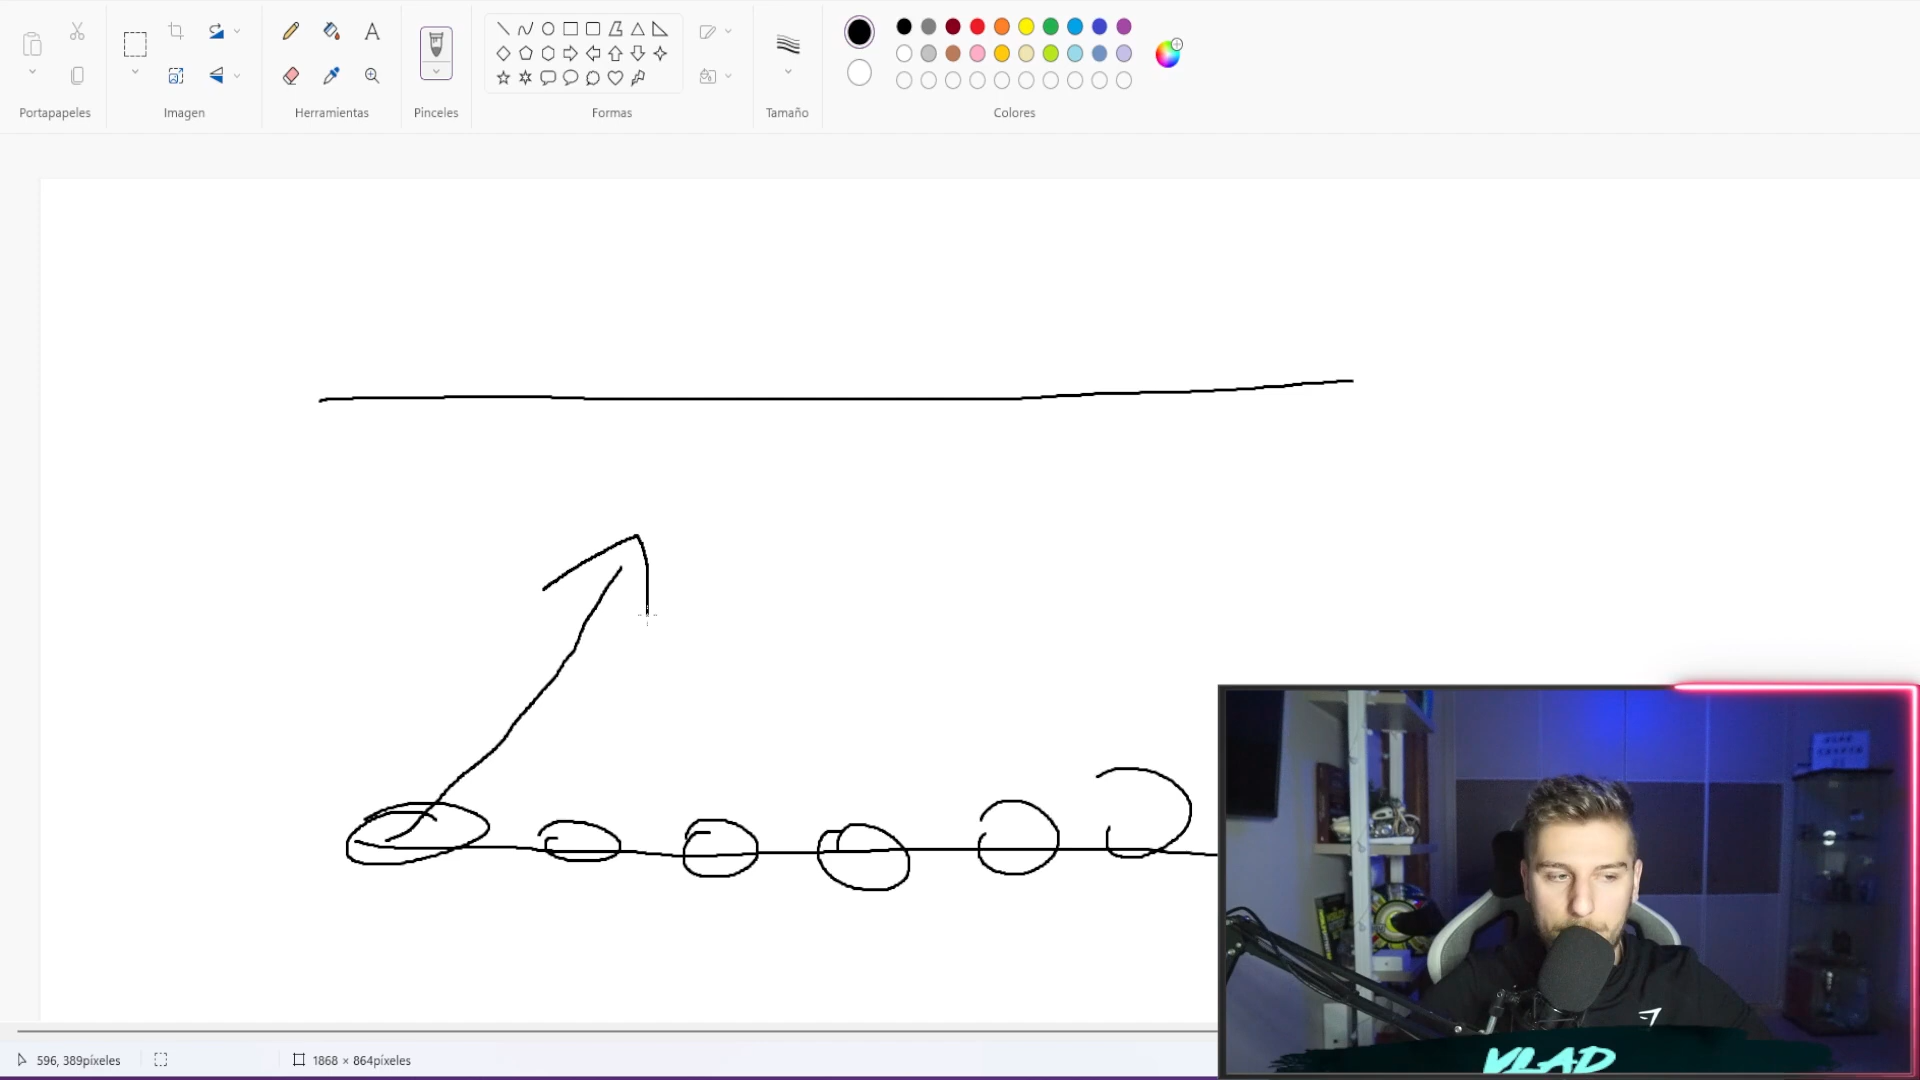 Portapapeles
Imagen
Herramientas
Pinceles
Formas
Tamaño
Colores
596, 389píxeles
1868 × 864píxeles
VLAD